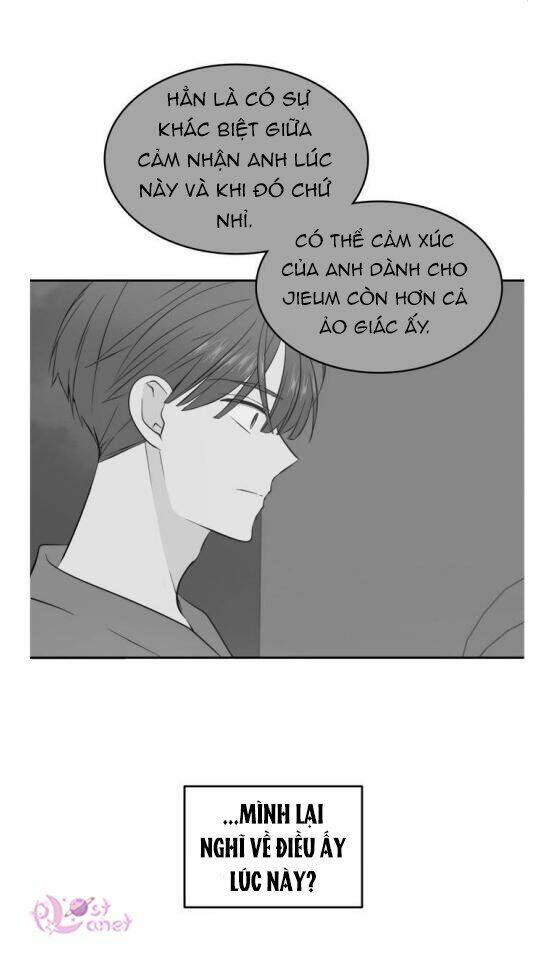 HẲN LÀ CÓ SỰ
KHÁC BIỆT GIỮA
CẢM NHẬN ANH LÚC
NÀY VÀ KHI ĐÓ CHỨ
NHỈ.
CÓ THỂ CẢM XÚC
CỦA ANH DÀNH CHO
JIEUM CÒN HƠN CẢ
ẢO GIÁC ẤY.
...MÌNH LẠI
NGHĨ VỀ ĐIỀU ẤY
LÚC NÀY?
Lost
Planet